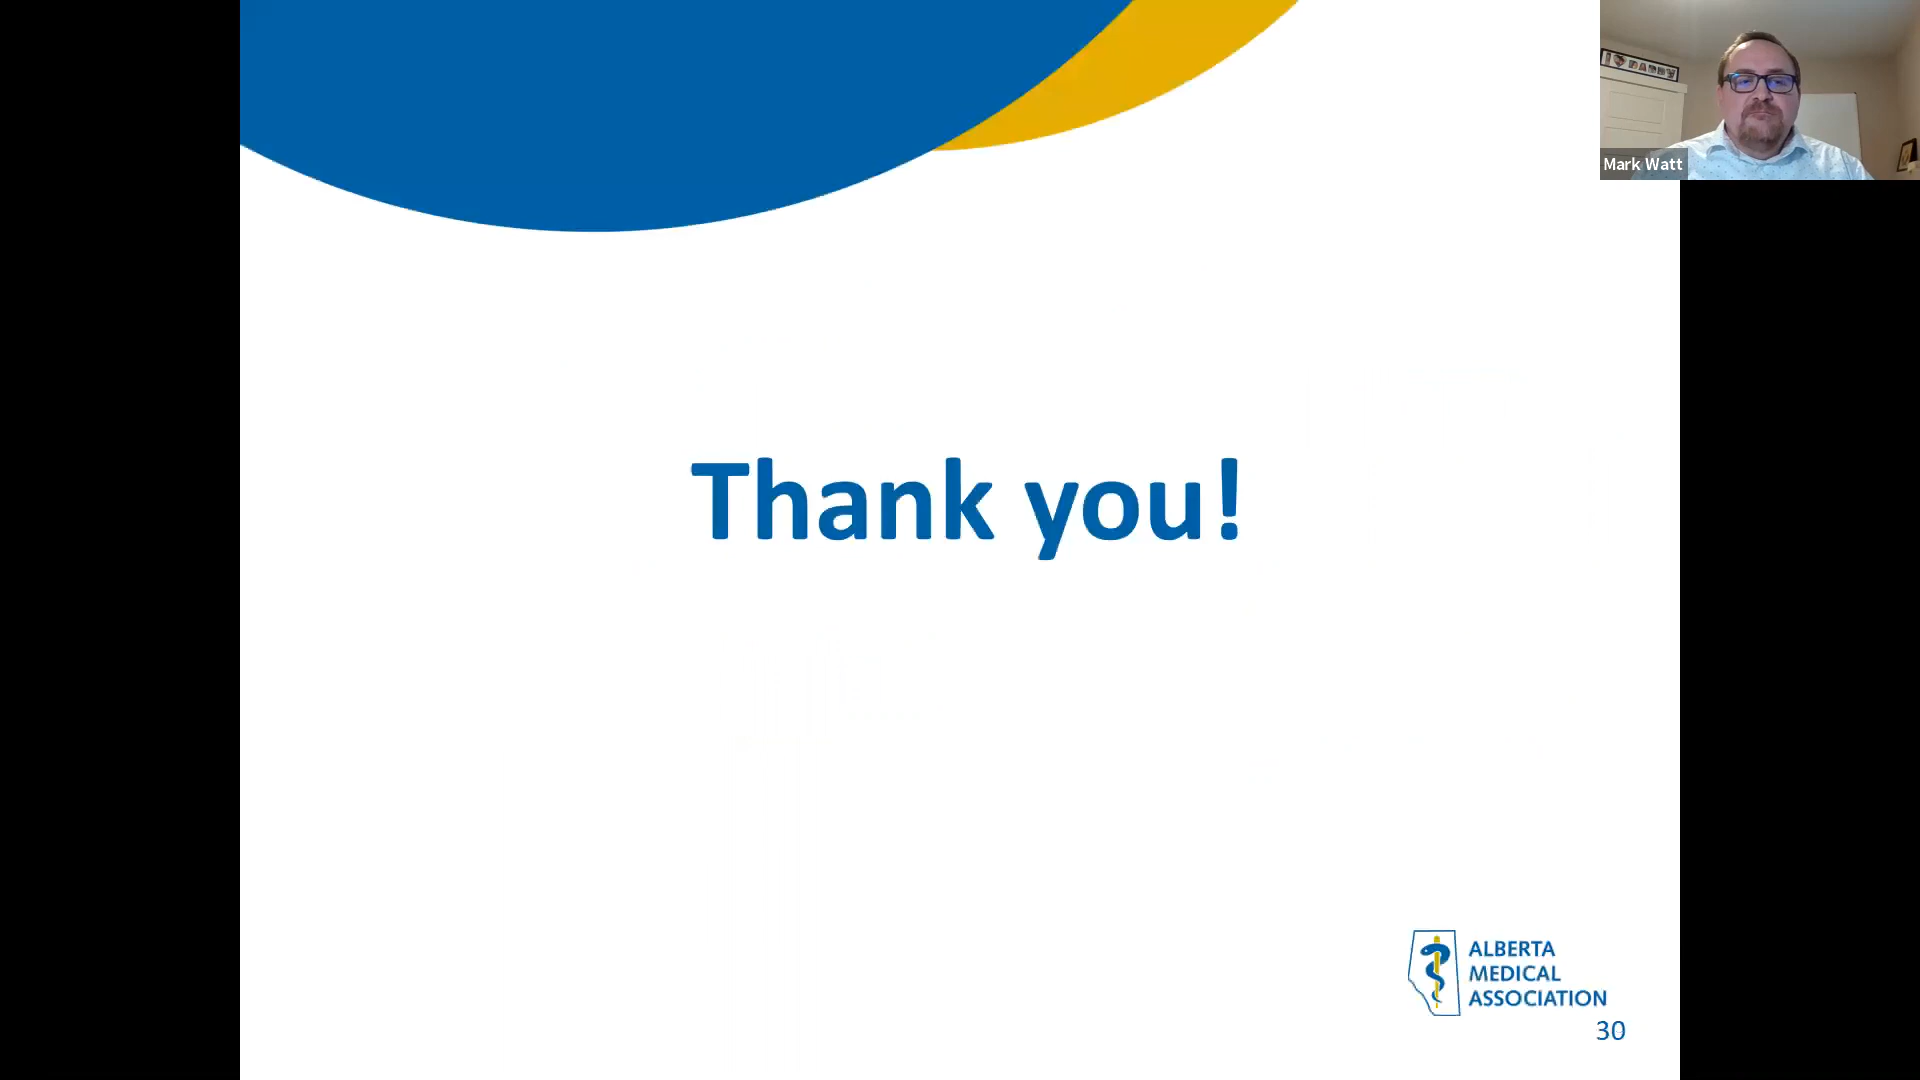 Mark Watt
Thank you!
ALBERTA
MEDICAL
ASSOCIATION
30